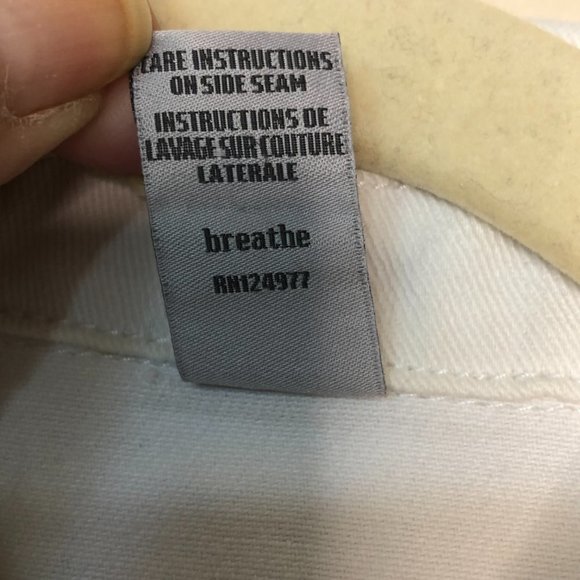 CARE INSTRUCTIONS
ON SIDE SEAM
INSTRUCTIONS DE
LAVAGE SUR COUTURE
LATERALE
breathe
RN124977